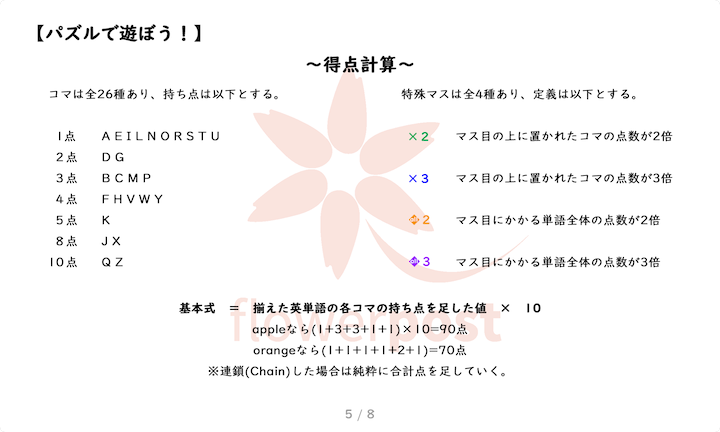 【パズルで遊ぼう！】
～得点計算～
コマは全26種あり、持ち点は以下とする。
1点 A E I L N O R S T U
2点 D G
3点 B C M P
4点 F H V W Y
5点 K
8点 J X
10点 Q Z
特殊マスは全4種あり、定義は以下とする。
×2 マス目の上に置かれたコマの点数が2倍
×3 マス目の上に置かれたコマの点数が3倍
2 マス目にかかる単語全体の点数が2倍
3 マス目にかかる単語全体の点数が3倍
基本式 ＝ 揃えた英単語の各コマの持ち点を足した値 × 10
appleなら(1+3+3+1+1)×10=90点
orangeなら(1+1+1+1+2+1)=70点
※連鎖(Chain)した場合は純粋に合計点を足していく。
flowerpost
5 / 8